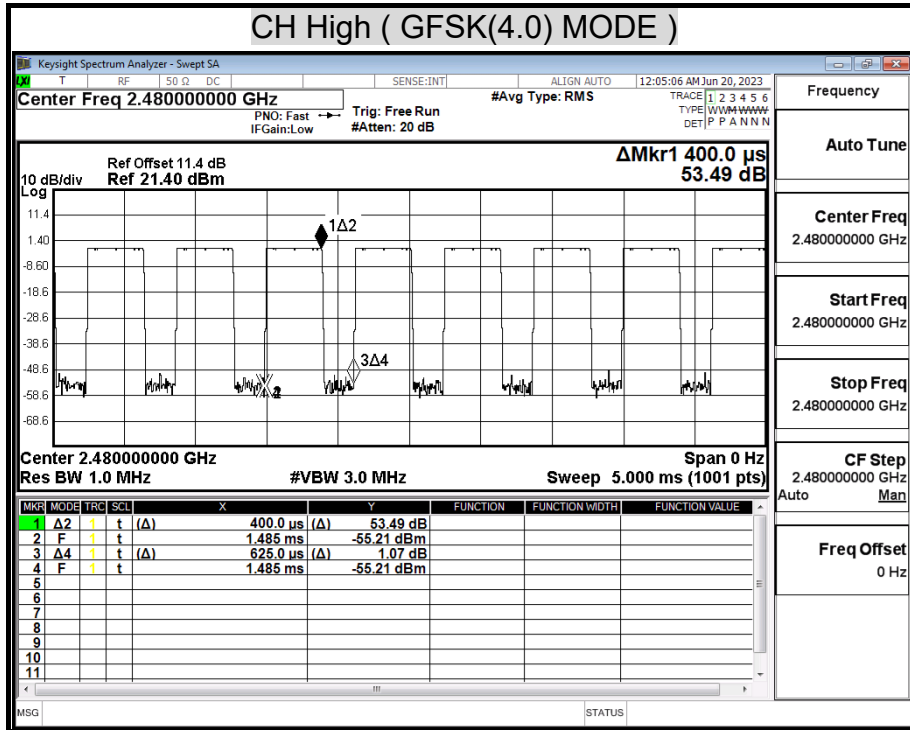 CH High ( GFSK(4.0) MODE )
Keysight Spectrum Analyzer - Swept SA
LXI T RF 50 Ω DC SENSE:INT ALIGN AUTO 12:05:06 AM Jun 20, 2023
Center Freq 2.480000000 GHz
PNO: Fast
IFGain:Low
Trig: Free Run
#Atten: 20 dB
#Avg Type: RMS
TRACE 1 2 3 4 5 6
TYPE WWMWWWW
DET P P A N N N
ΔMkr1 400.0 µs
53.49 dB
Ref Offset 11.4 dB
10 dB/div Ref 21.40 dBm
Log
11.4
1.40
-8.60
-18.6
-28.6
-38.6
-48.6
-58.6
-68.6
1Δ2
3Δ4
Center 2.480000000 GHz Span 0 Hz
Res BW 1.0 MHz #VBW 3.0 MHz Sweep 5.000 ms (1001 pts)
MKR MODE TRC SCL X Y FUNCTION FUNCTION WIDTH FUNCTION VALUE
1 Δ2 1 t (Δ) 400.0 µs (Δ) 53.49 dB
2 F 1 t 1.485 ms -55.21 dBm
3 Δ4 1 t (Δ) 625.0 µs (Δ) 1.07 dB
4 F 1 t 1.485 ms -55.21 dBm
5
6
7
8
9
10
11
MSG STATUS
Frequency
Auto Tune
Center Freq
2.480000000 GHz
Start Freq
2.480000000 GHz
Stop Freq
2.480000000 GHz
CF Step
2.480000000 GHz
Auto Man
Freq Offset
0 Hz